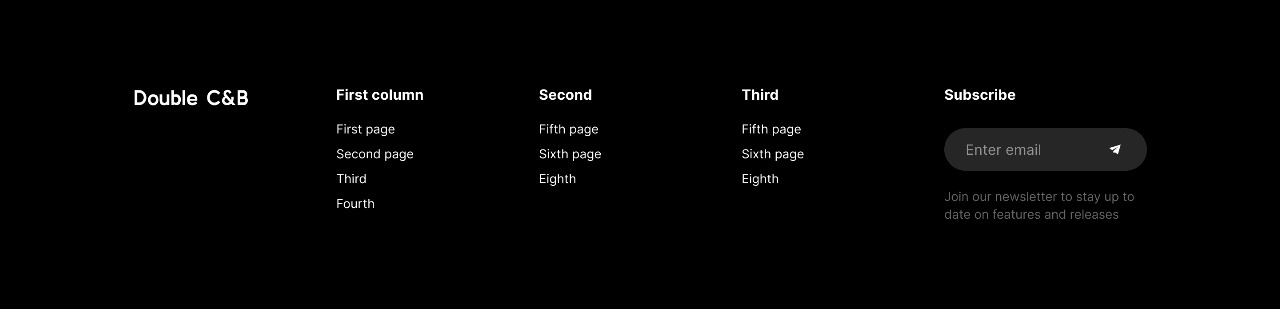 Double C&B
First column
First page
Second page
Third
Fourth
Second
Fifth page
Sixth page
Eighth
Third
Fifth page
Sixth page
Eighth
Subscribe
Enter email
Join our newsletter to stay up to
date on features and releases